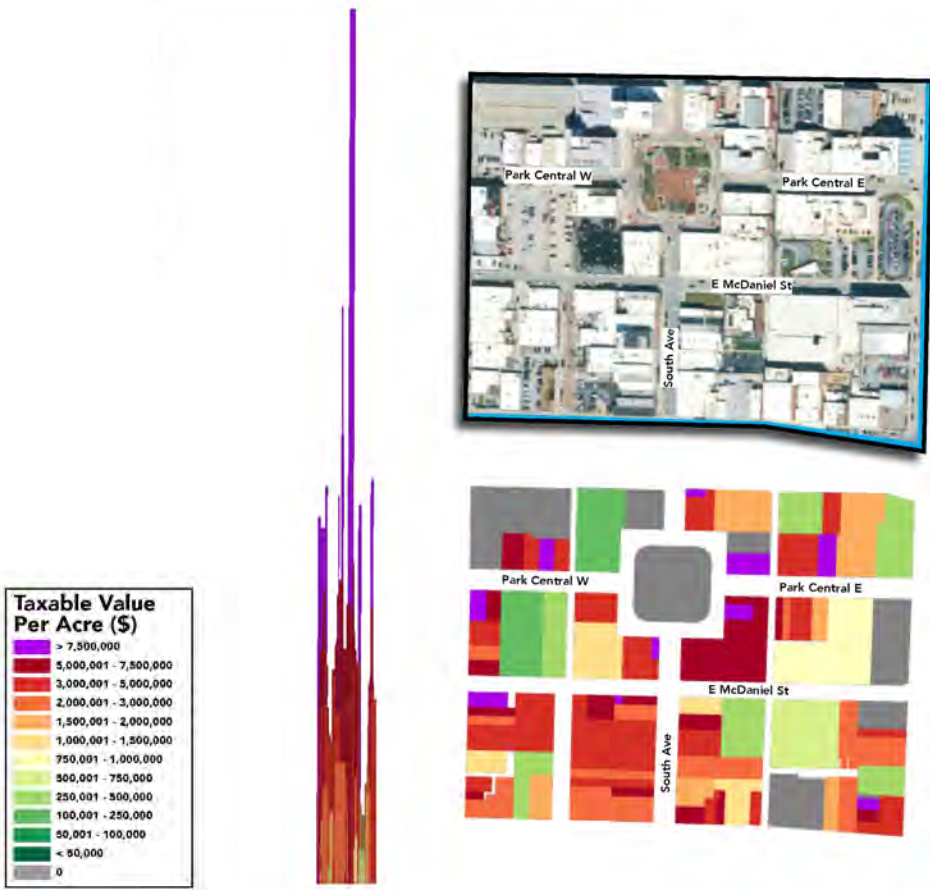 Park Central W
Park Central E
E McDaniel St
South Ave
Park Central W
Park Central E
E McDaniel St
South Ave
Taxable Value
Per Acre ($)
> 7,500,000
5,000,001 - 7,500,000
3,000,001 - 5,000,000
2,000,001 - 3,000,000
1,500,001 - 2,000,000
1,000,001 - 1,500,000
750,001 - 1,000,000
500,001 - 750,000
250,001 - 500,000
100,001 - 250,000
50,001 - 100,000
< 50,000
0